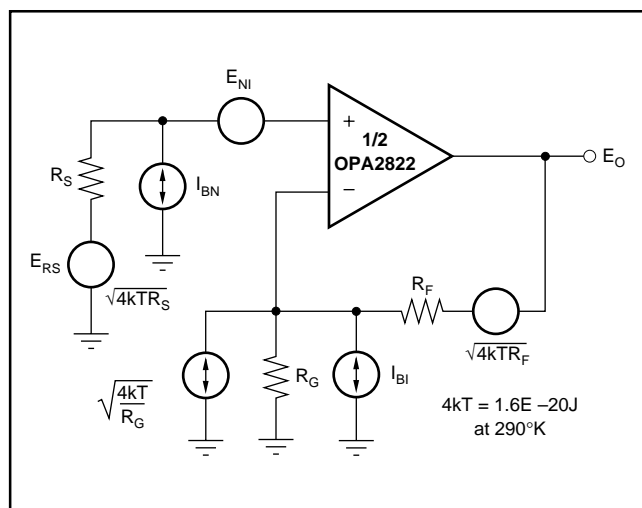 E_NI
+
1/2
OPA2822
−
E_O
R_S
I_BN
E_RS
√4kTR_S
R_F
√4kTR_F
√4kT/R_G
R_G
I_BI
4kT = 1.6E –20J
at 290°K